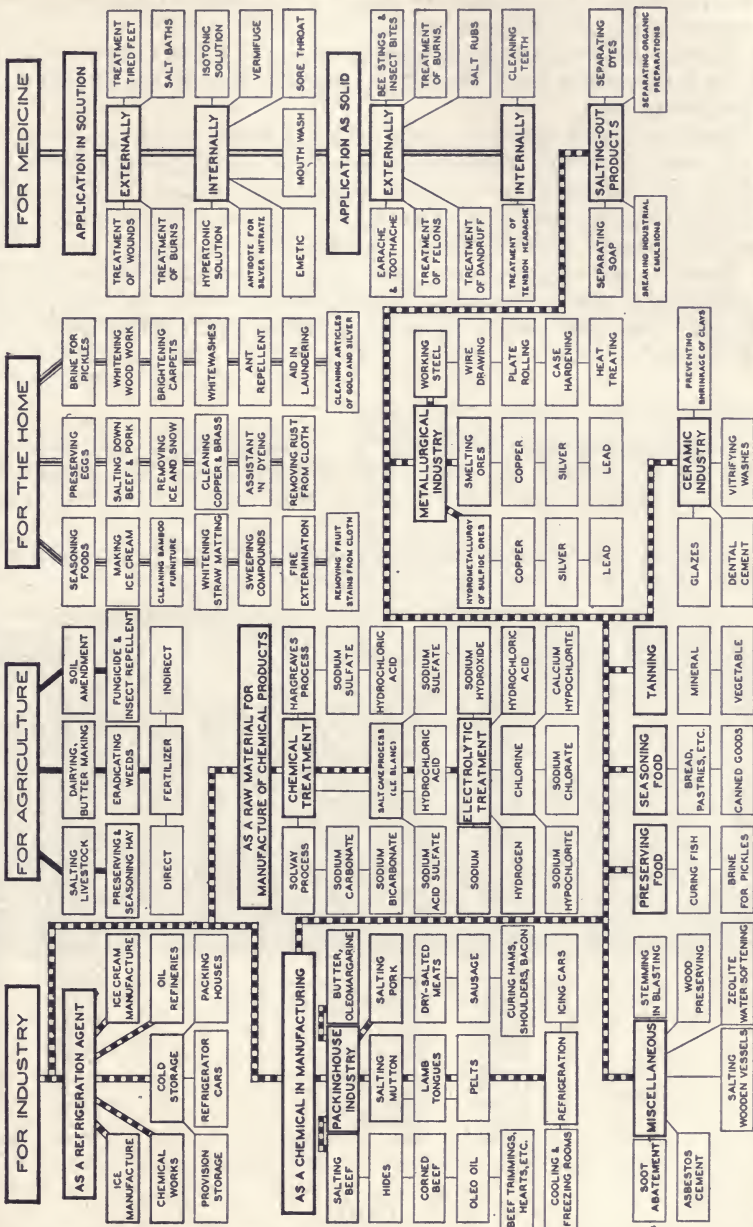 FOR INDUSTRY
AS A REFRIGERATION AGENT
ICE
MANUFACTURE
ICE CREAM
MANUFACTURE
CHEMICAL
WORKS
COLD
STORAGE
OIL
REFINERIES
PROVISION
STORAGE
REFRIGERATOR
CARS
PACKING
HOUSES
AS A CHEMICAL IN MANUFACTURING
PACKINGHOUSE
INDUSTRY
SALTING
BEEF
BUTTER,
OLEOMARGARINE
HIDES
SALTING
MUTTON
SALTING
PORK
CORNED
BEEF
LAMB
TONGUES
DRY-SALTED
MEATS
OLEO OIL
PELTS
SAUSAGE
BEEF TRIMMINGS,
HEARTS, ETC.
CURING HAMS,
SHOULDERS, BACON
COOLING &
FREEZING ROOMS
REFRIGERATION
ICING CARS
MISCELLANEOUS
SOOT
ABATEMENT
STEMMING
IN BLASTING
ASBESTOS
CEMENT
WOOD
PRESERVING
SALTING
WOODEN VESSELS
ZEOLITE
WATER SOFTENING
FOR AGRICULTURE
SALTING
LIVESTOCK
DAIRYING,
BUTTER MAKING
SOIL
AMENDMENT
PRESERVING &
SEASONING HAY
ERADICATING
WEEDS
FUNGICIDE &
INSECT REPELLENT
DIRECT
FERTILIZER
INDIRECT
AS A RAW MATERIAL FOR
MANUFACTURE OF CHEMICAL PRODUCTS
CHEMICAL
TREATMENT
SOLVAY
PROCESS
HARGREAVES
PROCESS
SODIUM
CARBONATE
SALT CAKE PROCESS
(LE BLANC)
SODIUM
SULFATE
SODIUM
BICARBONATE
HYDROCHLORIC
ACID
HYDROCHLORIC
ACID
SODIUM
ACID SULFATE
SODIUM
SULFATE
ELECTROLYTIC
TREATMENT
SODIUM
SODIUM
HYDROXIDE
HYDROGEN
CHLORINE
HYDROCHLORIC
ACID
SODIUM
HYPOCHLORITE
SODIUM
CHLORATE
CALCIUM
HYPOCHLORITE
PRESERVING
FOOD
SEASONING
FOOD
TANNING
CURING FISH
BREAD,
PASTRIES, ETC.
MINERAL
BRINE
FOR PICKLES
CANNED GOODS
VEGETABLE
FOR THE HOME
SEASONING
FOODS
PRESERVING
EGGS
BRINE FOR
PICKLES
MAKING
ICE CREAM
SALTING DOWN
BEEF & PORK
WHITENING
WOOD WORK
CLEANING BAMBOO
FURNITURE
REMOVING
ICE AND SNOW
BRIGHTENING
CARPETS
WHITENING
STRAW MATTING
CLEANING
COPPER & BRASS
WHITEWASHES
SWEEPING
COMPOUNDS
ASSISTANT
'N DYEING
ANT
REPELLENT
FIRE
EXTERMINATION
REMOVING RUST
FROM CLOTH
AID IN
LAUNDERING
REMOVING FRUIT
STAINS FROM CLOTH
CLEANING ARTICLES
OF GOLD AND SILVER
METALLURGICAL
INDUSTRY
HYDROMETALLURGY
OF SULFIDE ORES
SMELTING
ORES
WORKING
STEEL
COPPER
COPPER
WIRE
DRAWING
SILVER
SILVER
PLATE
ROLLING
LEAD
LEAD
CASE
HARDENING
HEAT
TREATING
CERAMIC
INDUSTRY
GLAZES
PREVENTING
SHRINKAGE OF CLAYS
DENTAL
CEMENT
VITRIFYING
WASHES
FOR MEDICINE
APPLICATION IN SOLUTION
EXTERNALLY
TREATMENT
OF WOUNDS
TREATMENT
TIRED FEET
TREATMENT
OF BURNS
SALT BATHS
INTERNALLY
HYPERTONIC
SOLUTION
ISOTONIC
SOLUTION
ANTIDOTE FOR
SILVER NITRATE
VERMIFUGE
EMETIC
MOUTH WASH
SORE THROAT
APPLICATION AS SOLID
EXTERNALLY
EARACHE
& TOOTHACHE
BEE STINGS &
INSECT BITES
TREATMENT
OF FELONS
TREATMENT
OF BURNS.
TREATMENT
OF DANDRUFF
SALT RUBS
INTERNALLY
TREATMENT OF
TENSION HEADACHE
CLEANING
TEETH
SALTING-OUT
PRODUCTS
SEPARATING
SOAP
SEPARATING
DYES
BREAKING INDUSTRIAL
EMULSIONS
SEPARATING ORGANIC
PREPARATIONS